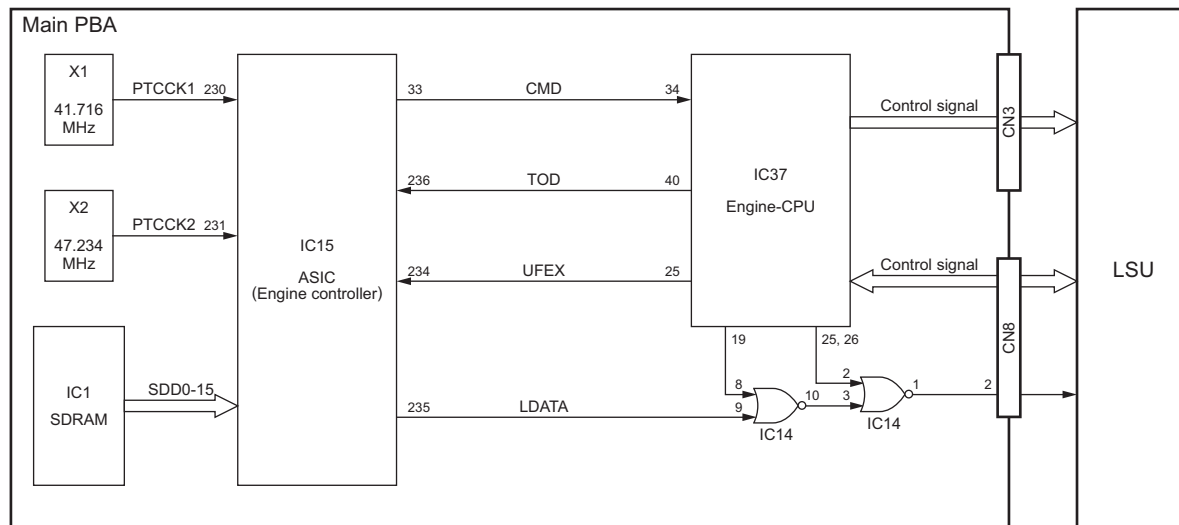 Main PBA
X1
41.716
MHz
PTCCK1 230
X2
47.234
MHz
PTCCK2 231
IC1
SDRAM
SDD0-15
IC15
ASIC
(Engine controller)
33 CMD 34
236 TOD 40
234 UFEX 25
235 LDATA 9
IC37
Engine-CPU
19
25, 26
8
10
IC14
2
3
1
IC14
2
Control signal
CN3
Control signal
CN8
LSU